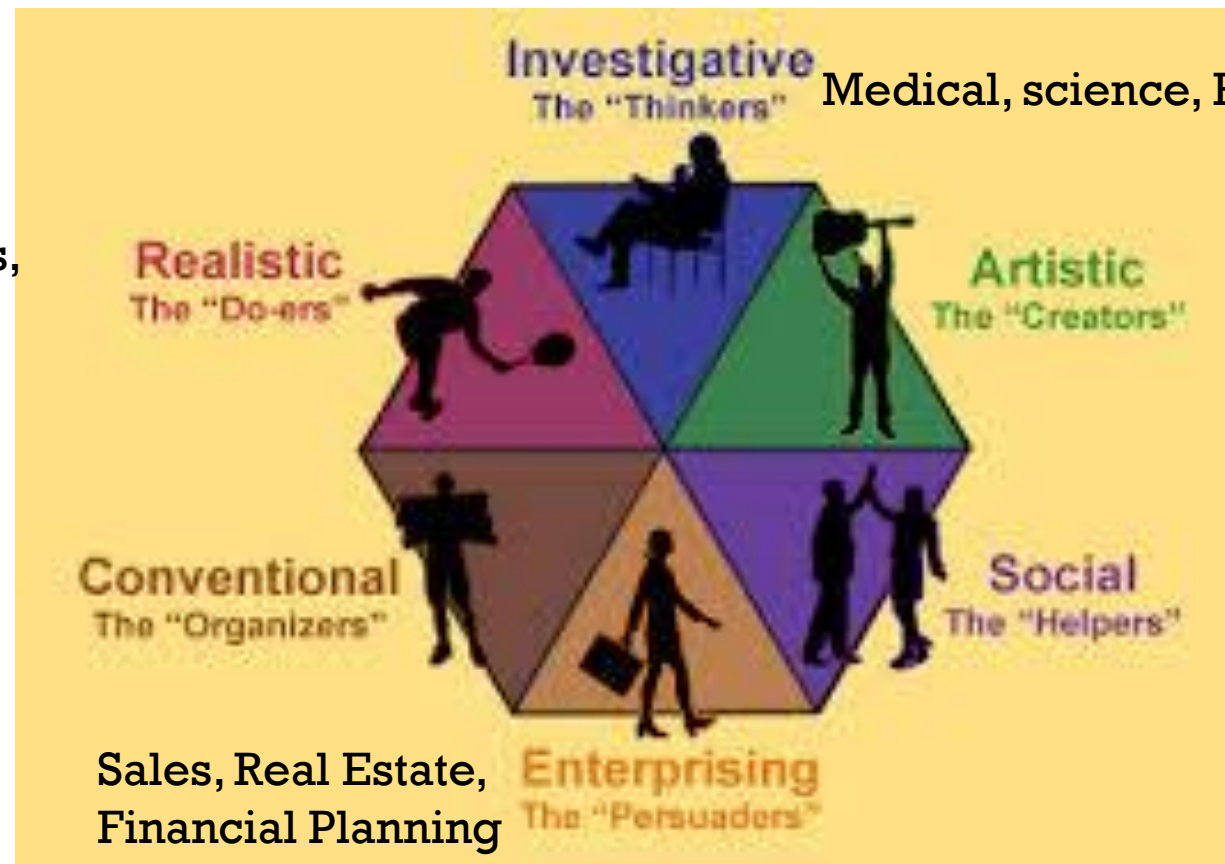 Investigative
The "Thinkers"
Medical, science,
Realistic
The "Do-ers"
Artistic
The "Creators"
Conventional
The "Organizers"
Social
The "Helpers"
Sales, Real Estate,
Financial Planning
Enterprising
The "Persuaders"